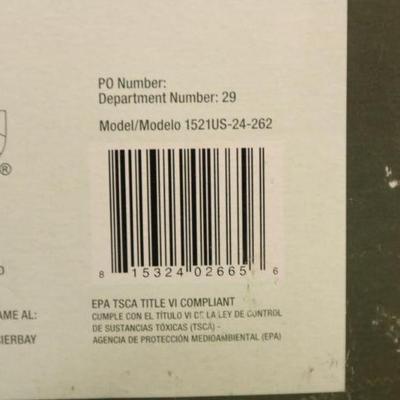 PO Number:
Department Number: 29
Model/Modelo 1521US-24-262
®
8 15324 02665 6
EPA TSCA TITLE VI COMPLIANT
CUMPLE CON EL TÍTULO VI DE LA LEY DE CONTROL
DE SUSTANCIAS TÓXICAS (TSCA) -
AGENCIA DE PROTECCIÓN MEDIOAMBIENTAL (EPA)
AME AL:
CIERBAY